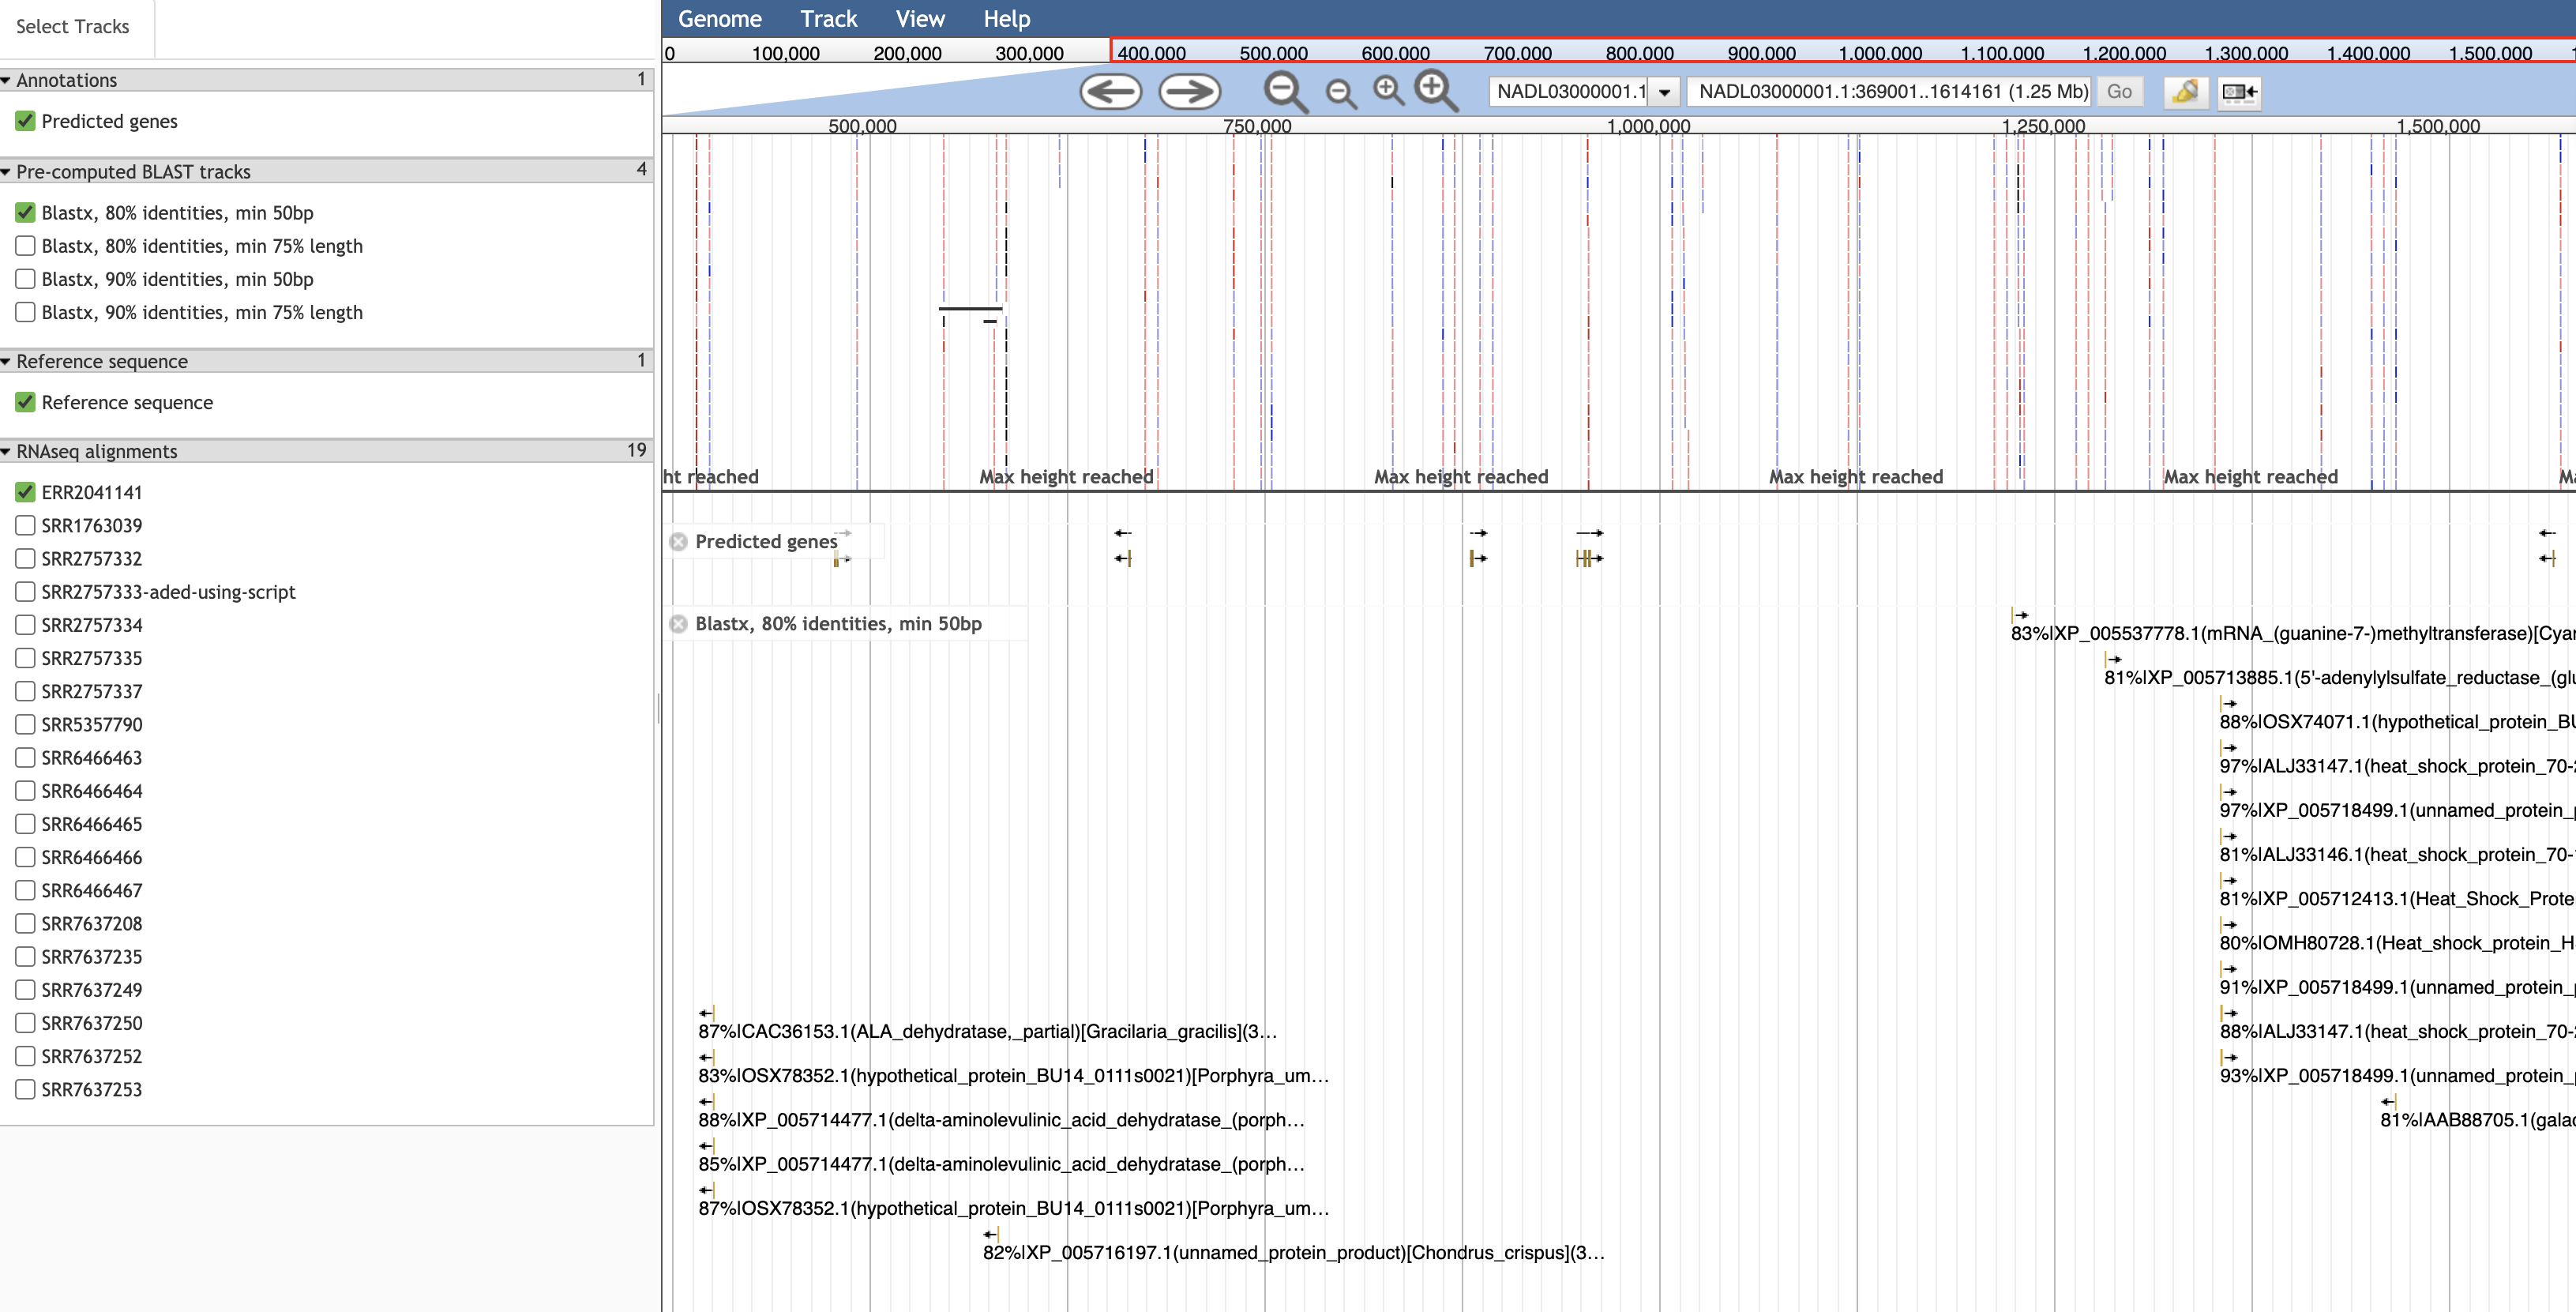 Select Tracks
Annotations 1
Predicted genes
Pre-computed BLAST tracks 4
Blastx, 80% identities, min 50bp
Blastx, 80% identities, min 75% length
Blastx, 90% identities, min 50bp
Blastx, 90% identities, min 75% length
Reference sequence 1
Reference sequence
RNAseq alignments 19
ERR2041141
SRR1763039
SRR2757332
SRR2757333-aded-using-script
SRR2757334
SRR2757335
SRR2757337
SRR5357790
SRR6466463
SRR6466464
SRR6466465
SRR6466466
SRR6466467
SRR7637208
SRR7637235
SRR7637249
SRR7637250
SRR7637252
SRR7637253
Genome Track View Help
0 100,000 200,000 300,000 400,000 500,000 600,000 700,000 800,000 900,000 1,000,000 1,100,000 1,200,000 1,300,000 1,400,000 1,500,000
NADL03000001.1 NADL03000001.1:369001..1614161 (1.25 Mb) Go
500,000 750,000 1,000,000 1,250,000 1,500,000
ht reached Max height reached Max height reached Max height reached Max height reached Ma
Predicted genes
Blastx, 80% identities, min 50bp
83%|XP_005537778.1(mRNA_(guanine-7-)methyltransferase)[Cyan
81%|XP_005713885.1(5'-adenylylsulfate_reductase_(glu
88%|OSX74071.1(hypothetical_protein_BU
97%|ALJ33147.1(heat_shock_protein_70-2
97%|XP_005718499.1(unnamed_protein_p
81%|ALJ33146.1(heat_shock_protein_70-1
81%|XP_005712413.1(Heat_Shock_Prote
80%|OMH80728.1(Heat_shock_protein_H
91%|XP_005718499.1(unnamed_protein_p
87%|CAC36153.1(ALA_dehydratase,_partial)[Gracilaria_gracilis](3...
88%|ALJ33147.1(heat_shock_protein_70-2
83%|OSX78352.1(hypothetical_protein_BU14_0111s0021)[Porphyra_um...
93%|XP_005718499.1(unnamed_protein_p
88%|XP_005714477.1(delta-aminolevulinic_acid_dehydratase_(porph...
81%|AAB88705.1(galac
85%|XP_005714477.1(delta-aminolevulinic_acid_dehydratase_(porph...
87%|OSX78352.1(hypothetical_protein_BU14_0111s0021)[Porphyra_um...
82%|XP_005716197.1(unnamed_protein_product)[Chondrus_crispus](3...